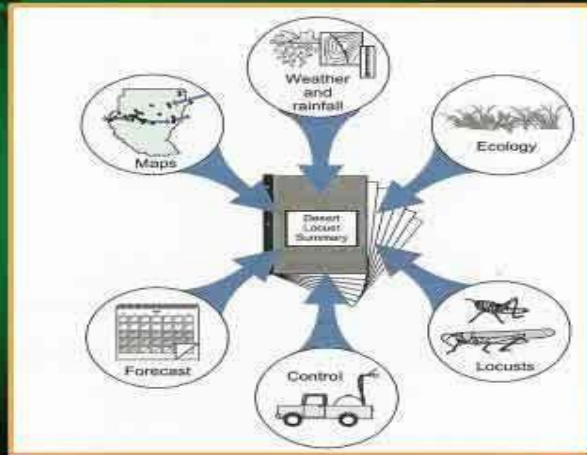 Weather
and
rainfall
Maps
Ecology
Desert
Locust
Summary
Forecast
Control
Locusts